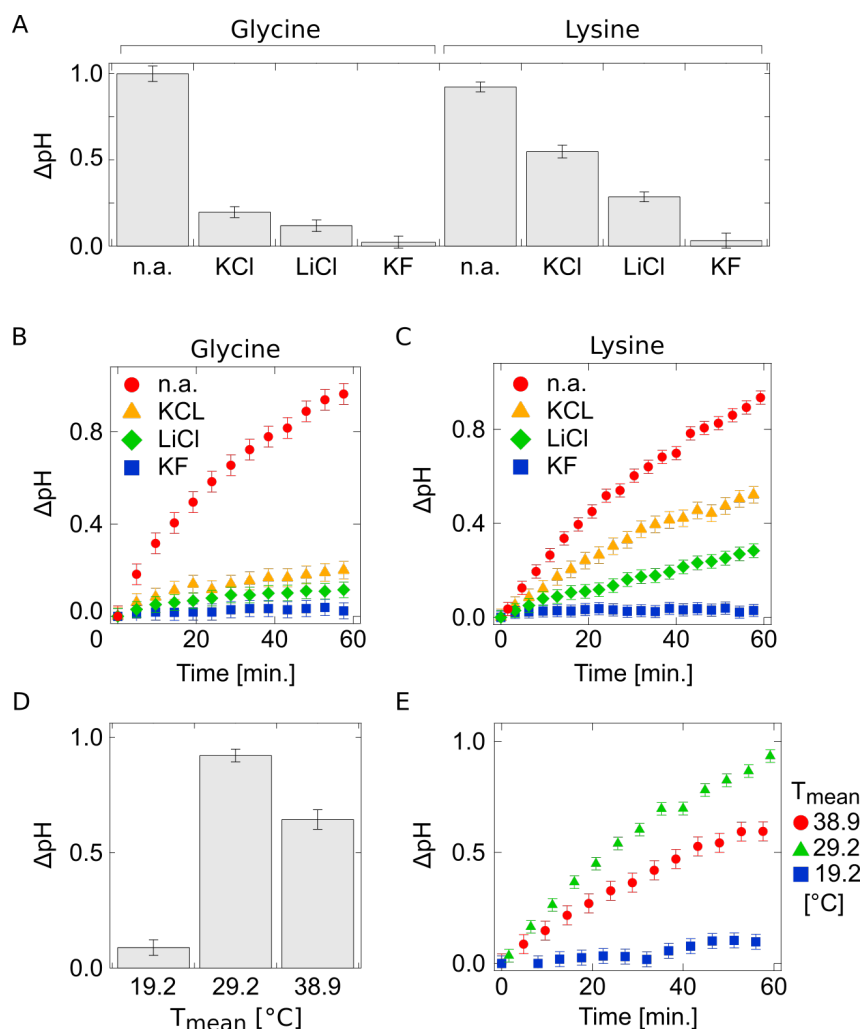 A
Glycine Lysine
1.0
0.5
0.0
ΔpH
n.a. KCl LiCl KF n.a. KCl LiCl KF
B
Glycine
n.a.
KCL
LiCl
KF
0.8
0.4
0.0
ΔpH
0 20 40 60
Time [min.]
C
Lysine
n.a.
KCL
LiCl
KF
0.8
0.4
0.0
ΔpH
0 20 40 60
Time [min.]
D
1.0
0.5
0.0
ΔpH
19.2 29.2 38.9
Tmean [°C]
E
1.0
0.5
0.0
ΔpH
0 20 40 60
Time [min.]
Tmean
38.9
29.2
19.2
[°C]